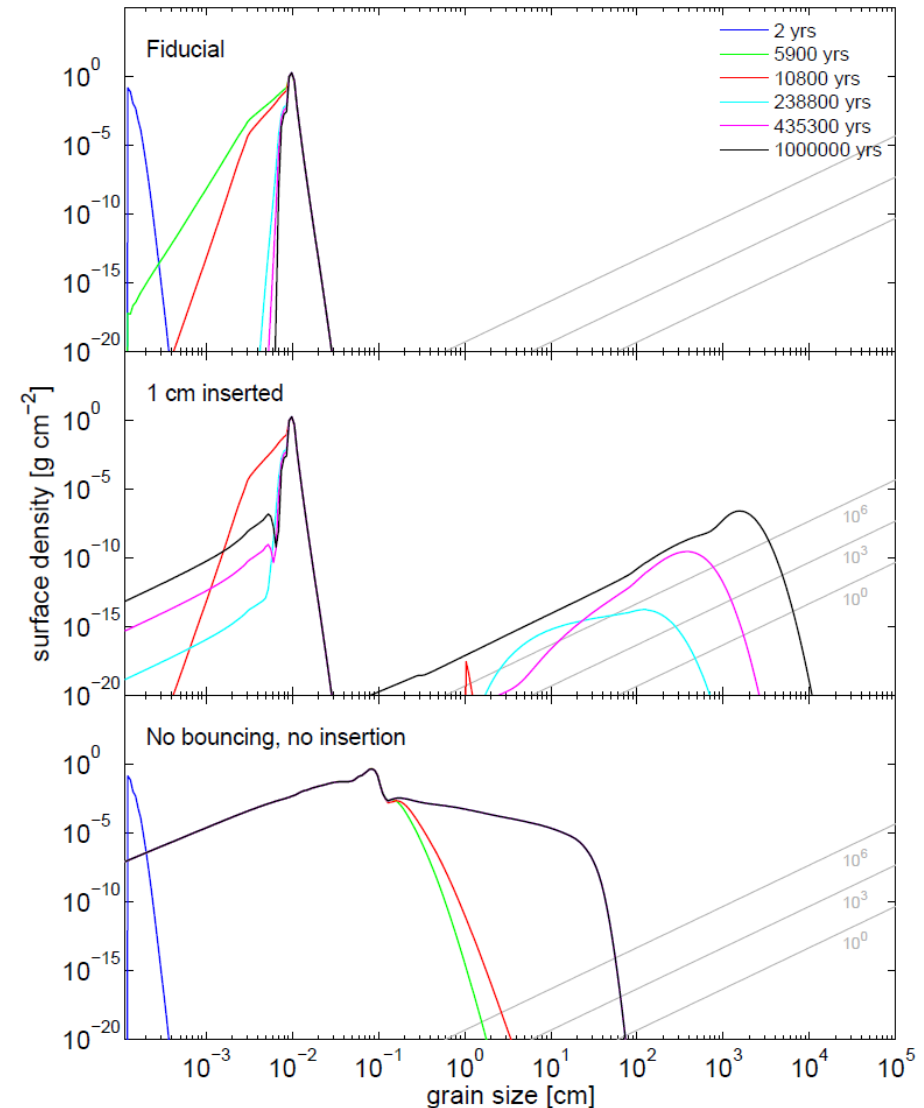 Fiducial
2 yrs
5900 yrs
10800 yrs
238800 yrs
435300 yrs
1000000 yrs
10^0
10^−5
10^−10
10^−15
10^−20
1 cm inserted
10^0
10^−5
10^−10
10^−15
10^−20
10^6
10^3
10^0
surface density [g cm^−2]
No bouncing, no insertion
10^0
10^−5
10^−10
10^−15
10^−20
10^6
10^3
10^0
10^−3 10^−2 10^−1 10^0 10^1 10^2 10^3 10^4 10^5
grain size [cm]